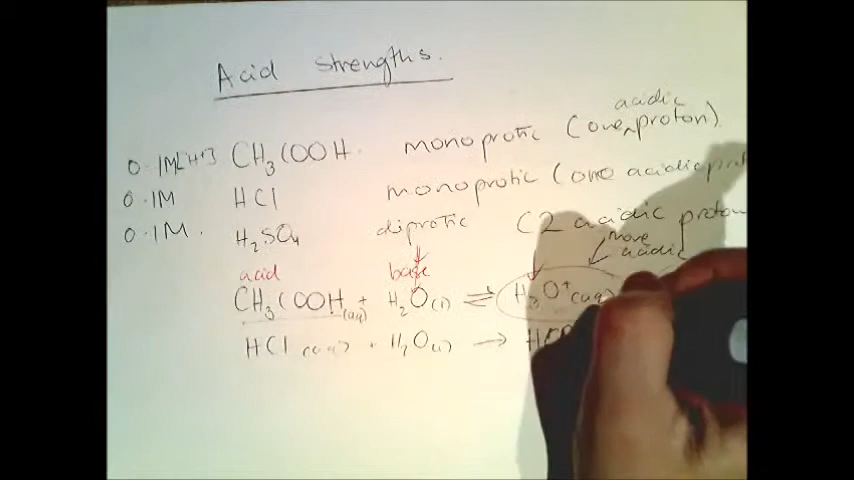 Acid strengths.
acidic
0.1M[H+] CH3COOH. monoprotic (one proton).
0.1M HCl monoprotic (one acidic
0.1M. H2SO4 diprotic (2 acidic proton
more
acid base acidic
CH3COOH(aq) + H2O(l) ⇌ H3O+(aq)
HCl (aq) + H2O(l) →